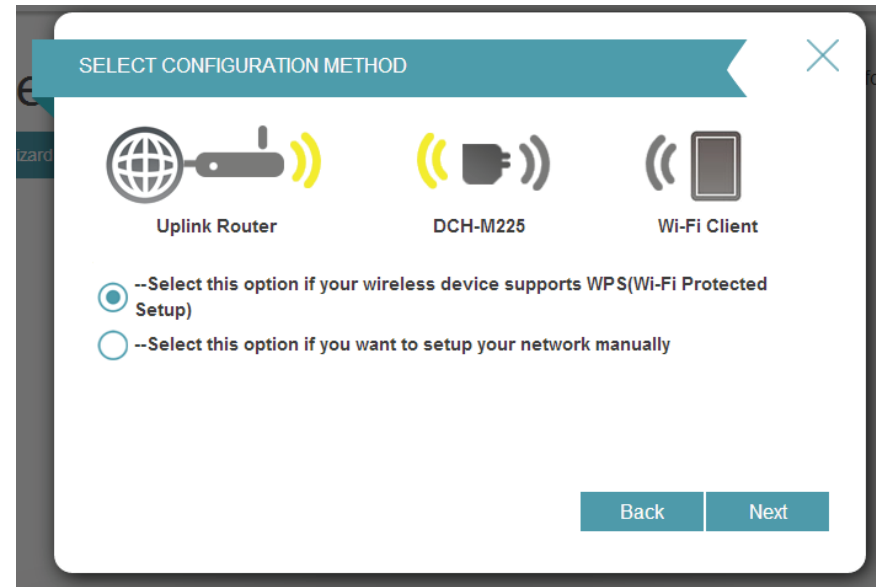 SELECT CONFIGURATION METHOD
izard
Uplink Router
DCH-M225
Wi-Fi Client
--Select this option if your wireless device supports WPS(Wi-Fi Protected
Setup)
--Select this option if you want to setup your network manually
Back
Next